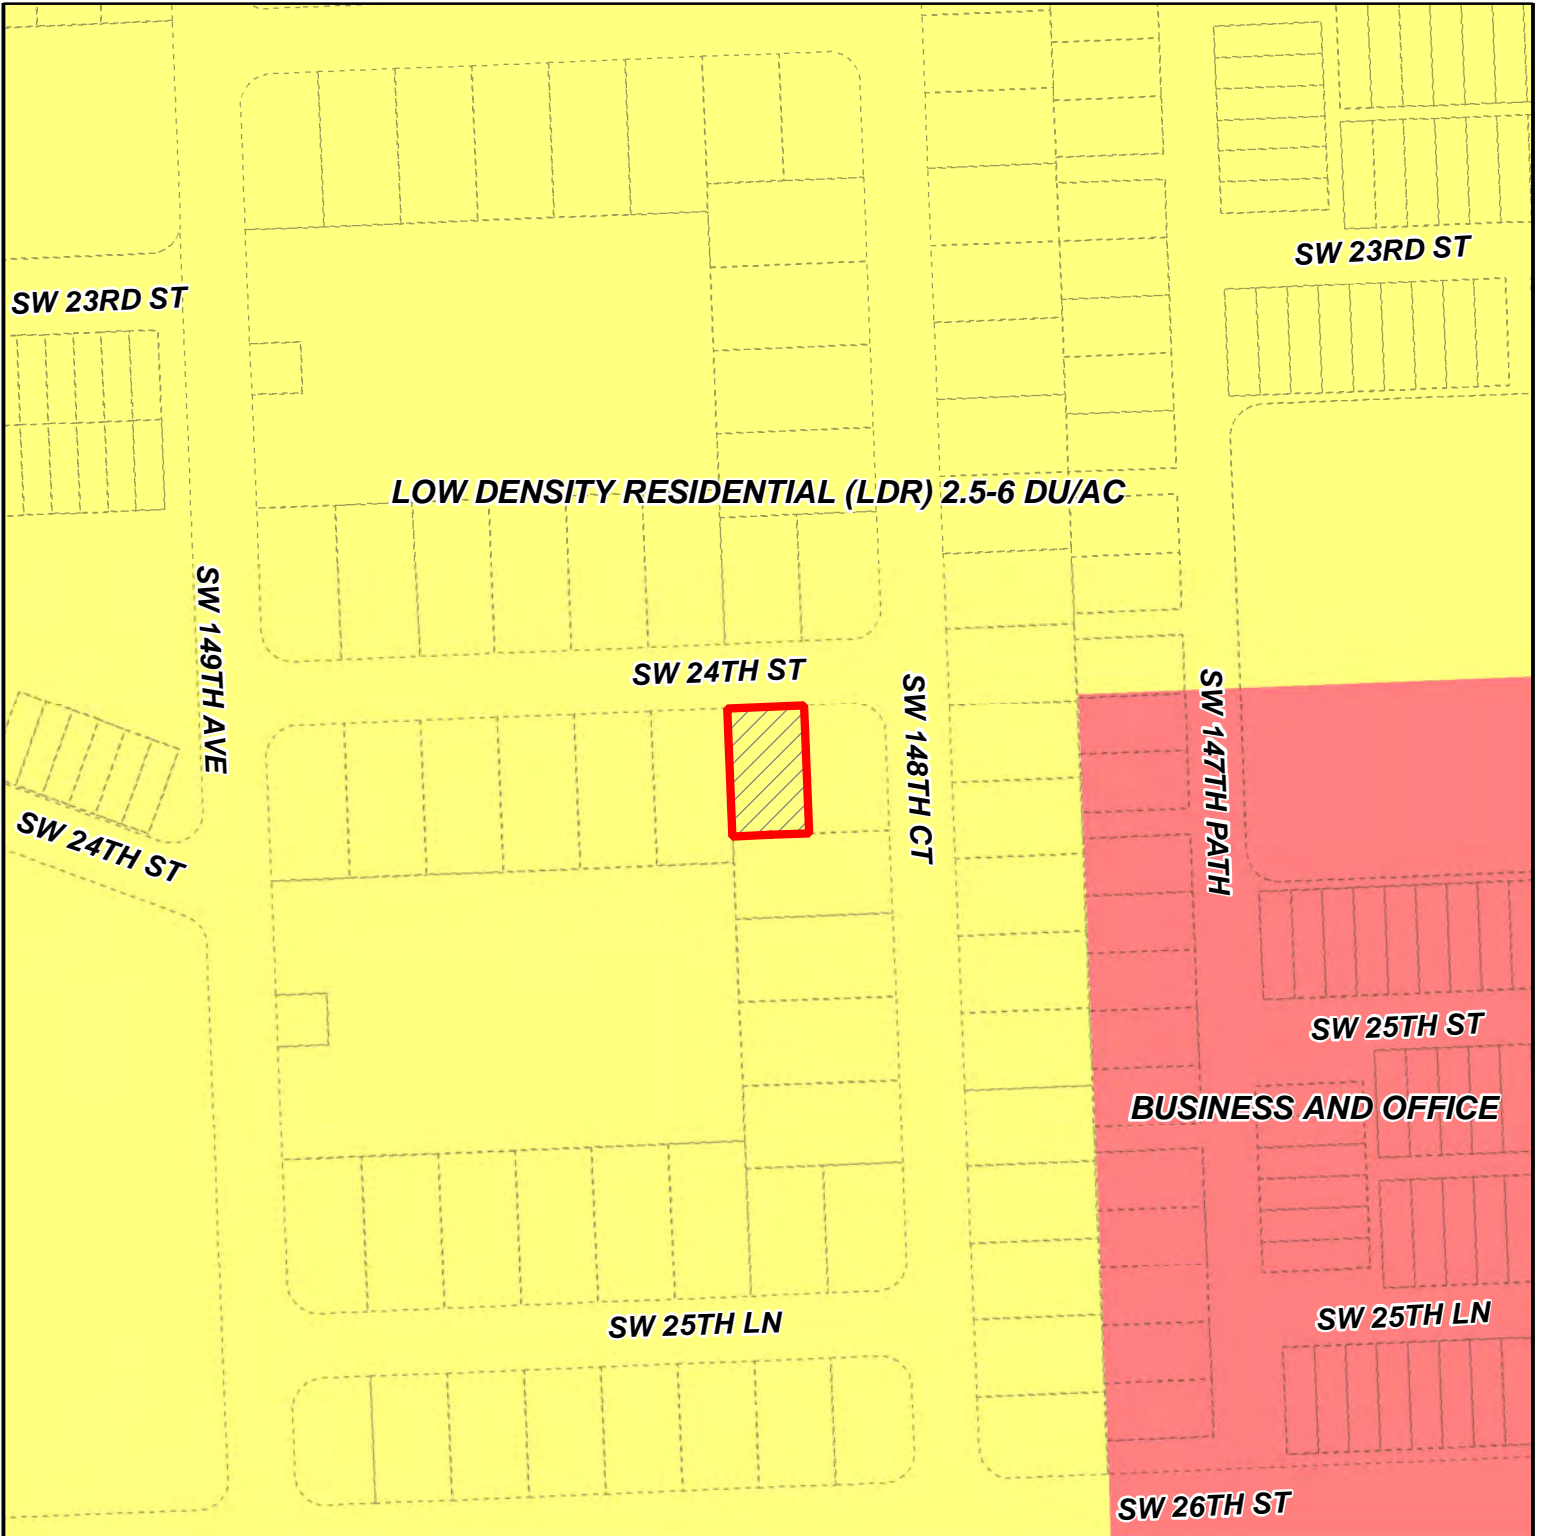 SW 23RD ST
SW 23RD ST
LOW DENSITY RESIDENTIAL (LDR) 2.5-6 DU/AC
SW 149TH AVE
SW 24TH ST
SW 148TH CT
SW 147TH PATH
SW 24TH ST
SW 25TH ST
BUSINESS AND OFFICE
SW 25TH LN
SW 25TH LN
SW 26TH ST